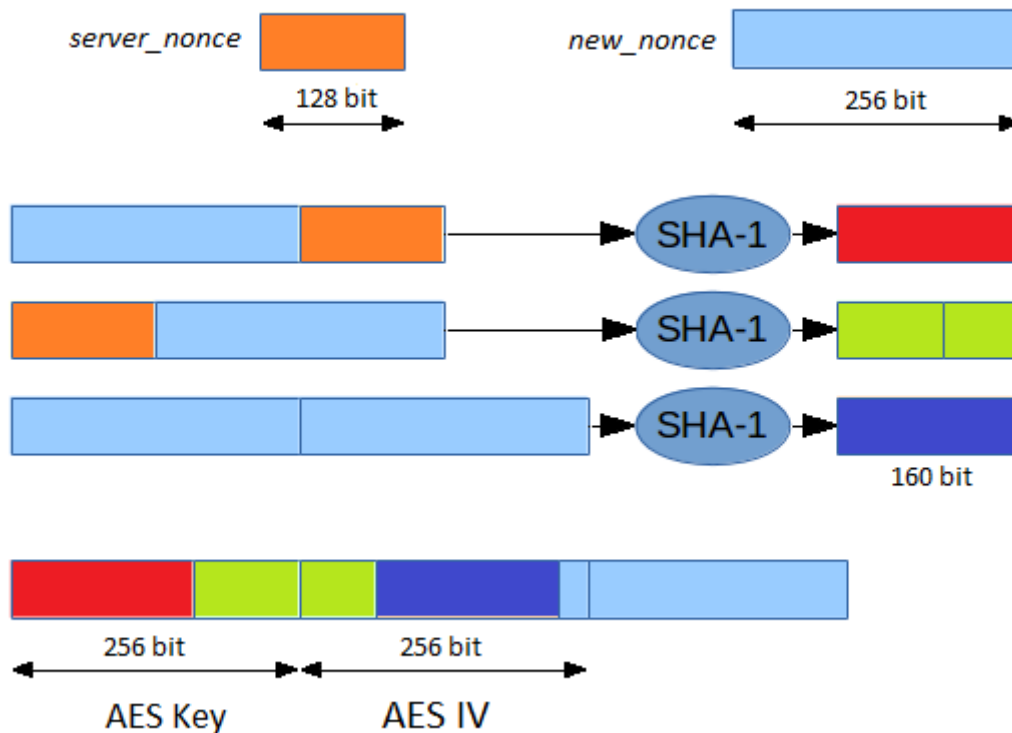 server_nonce
new_nonce
128 bit
256 bit
SHA-1
SHA-1
SHA-1
160 bit
256 bit
256 bit
AES Key
AES IV